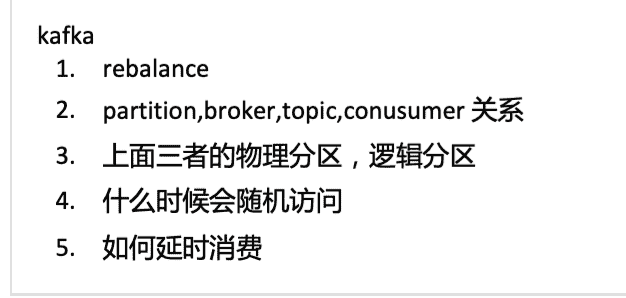 kafka
1. rebalance
2. partition,broker,topic,conusumer 关系
3. 上面三者的物理分区，逻辑分区
4. 什么时候会随机访问
5. 如何延时消费